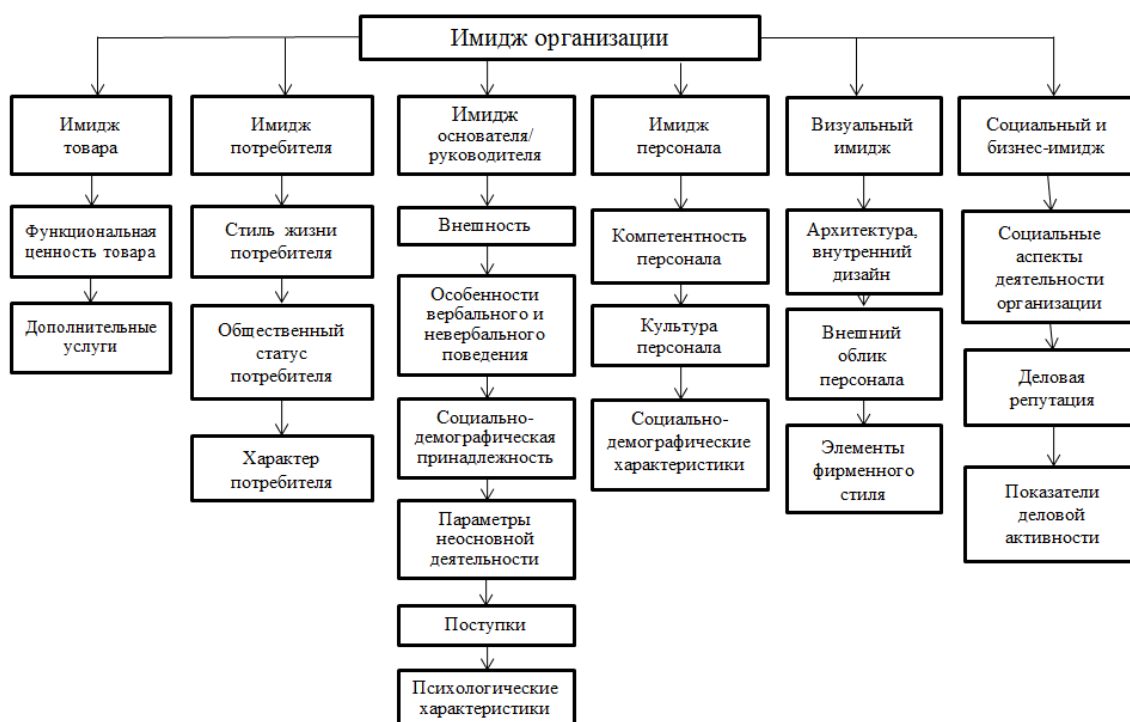 Имидж организации
Имидж
товара
Функциональная
ценность товара
Дополнительные
услуги
Имидж
потребителя
Стиль жизни
потребителя
Общественный
статус
потребителя
Характер
потребителя
Имидж
основателя/
руководителя
Внешность
Особенности
вербального и
невербального
поведения
Социально-
демографическая
принадлежность
Параметры
неосновной
деятельности
Поступки
Психологические
характеристики
Имидж
персонала
Компетентность
персонала
Культура
персонала
Социально-
демографические
характеристики
Визуальный
имидж
Архитектура,
внутренний
дизайн
Внешний
облик
персонала
Элементы
фирменного
стиля
Социальный и
бизнес-имидж
Социальные
аспекты
деятельности
организации
Деловая
репутация
Показатели
деловой
активности